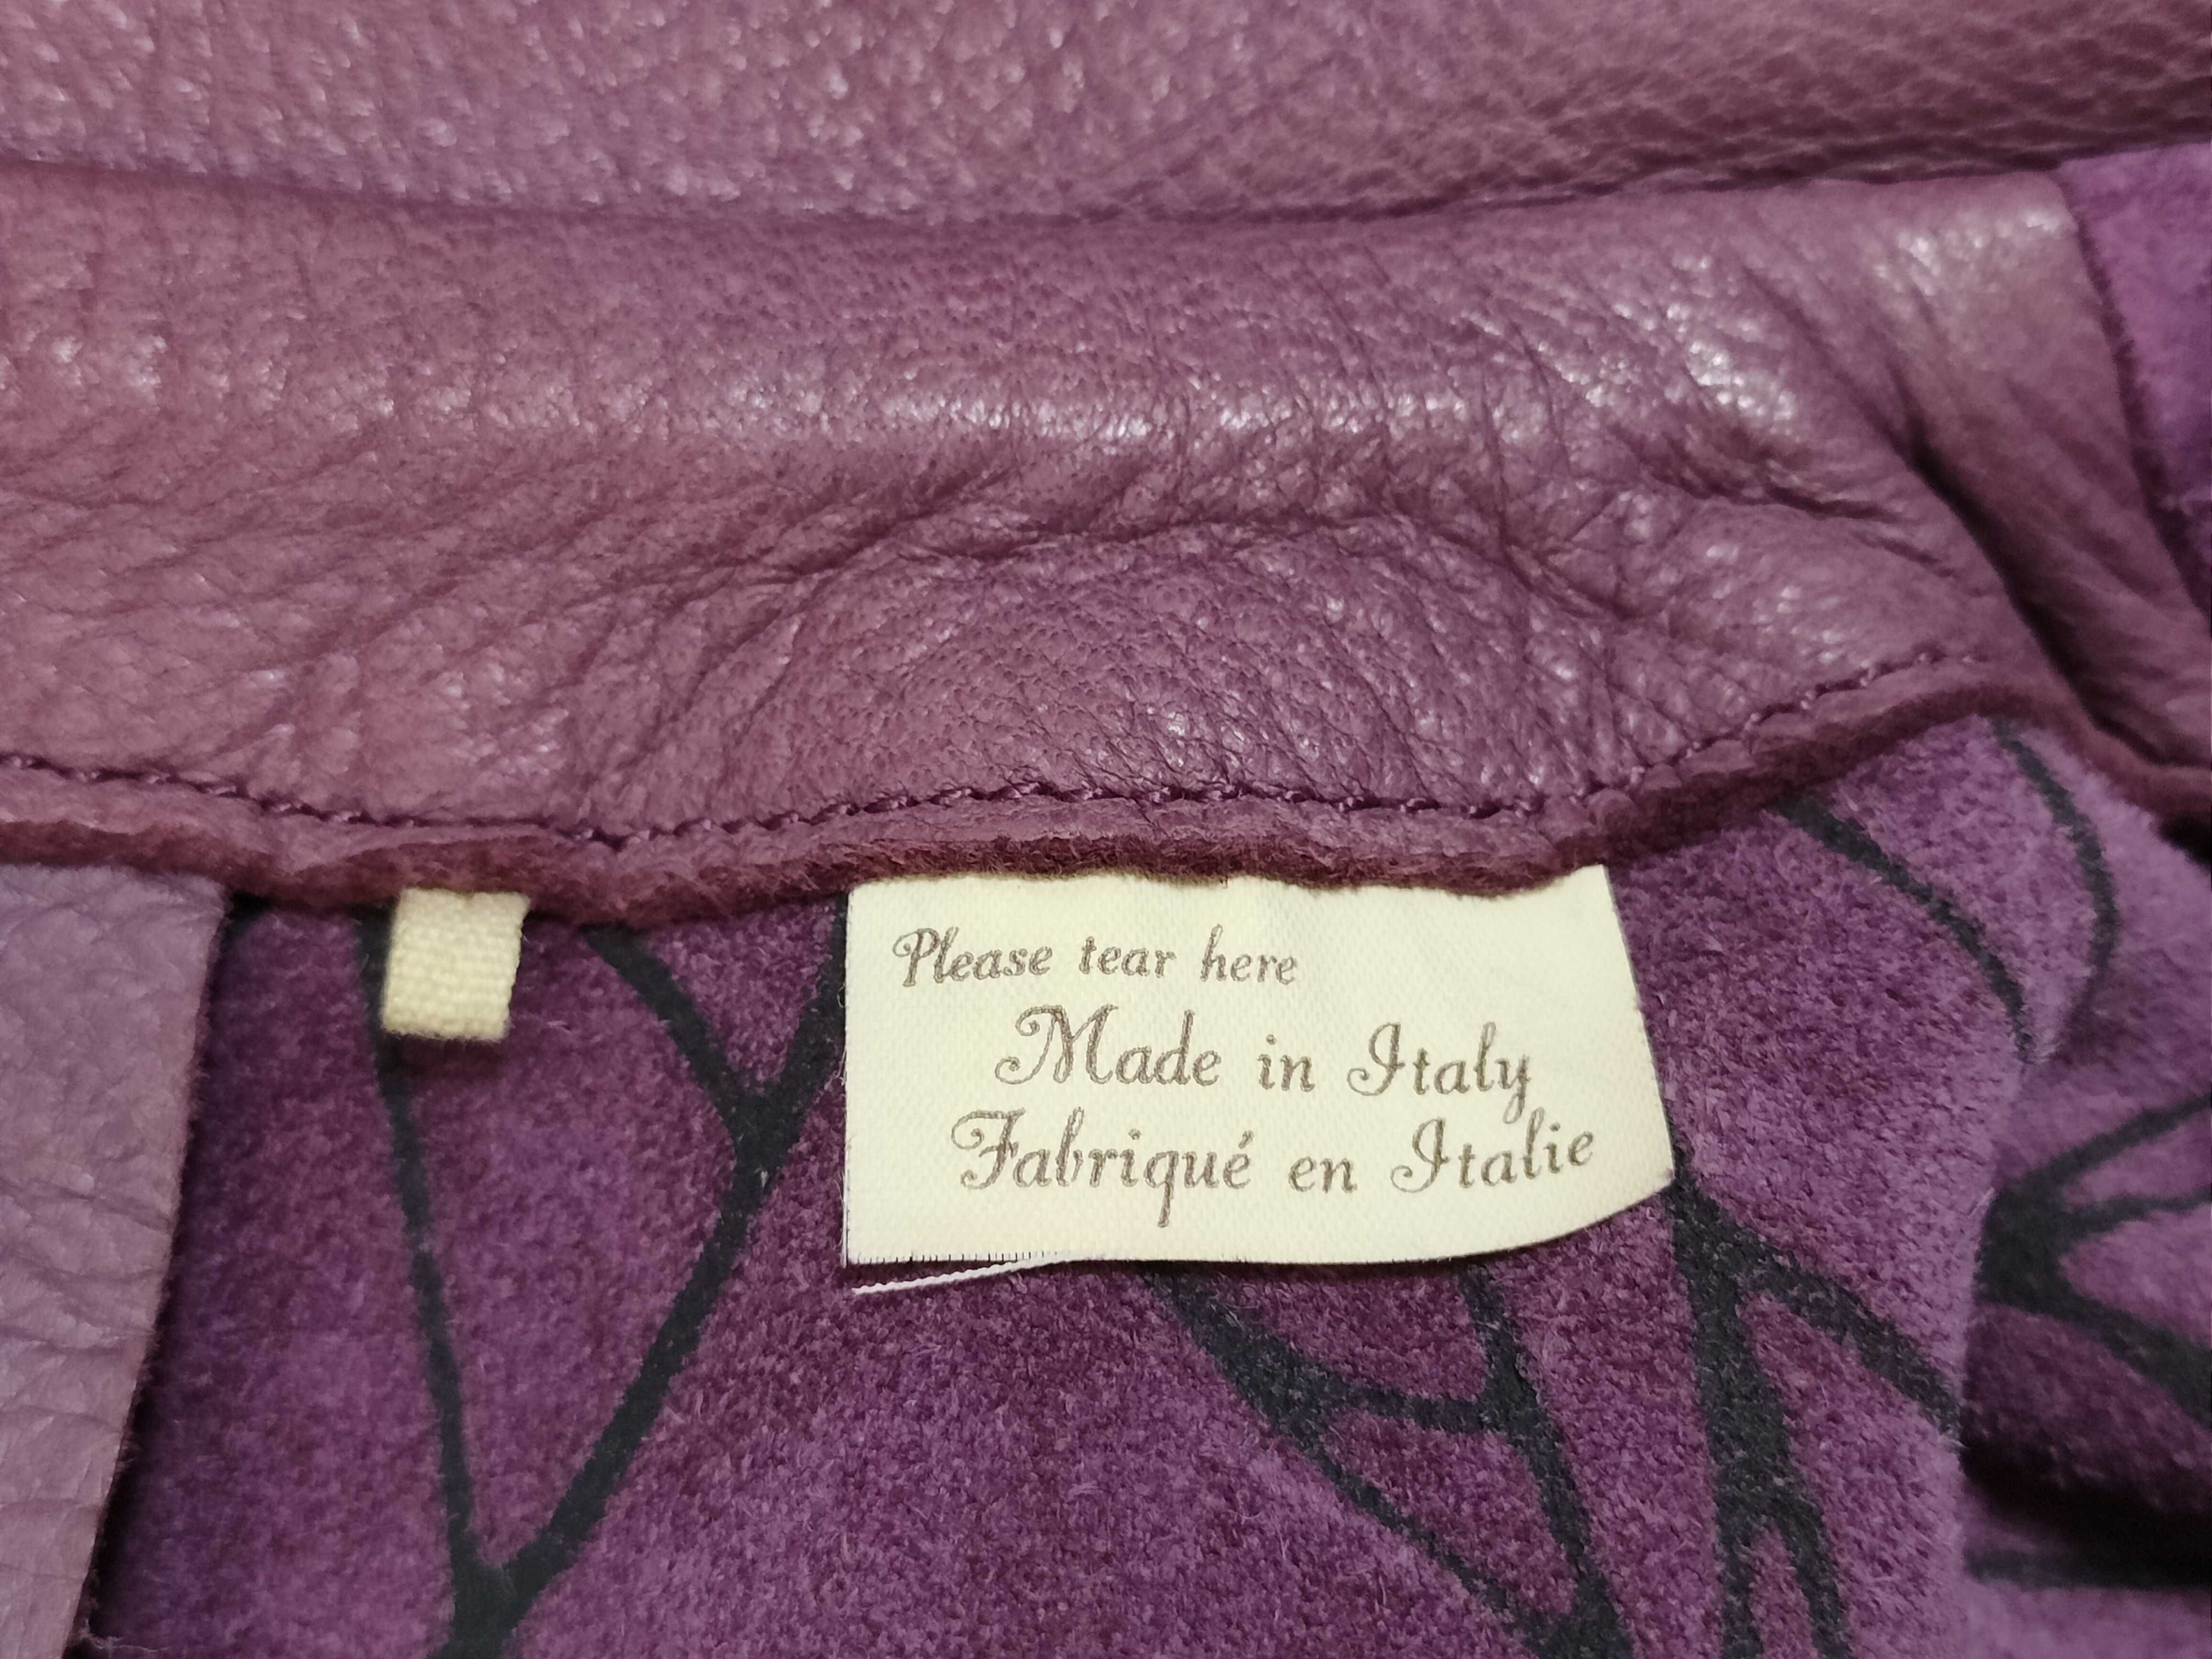 Please tear here
Made in Italy
Fabriqué en Italie